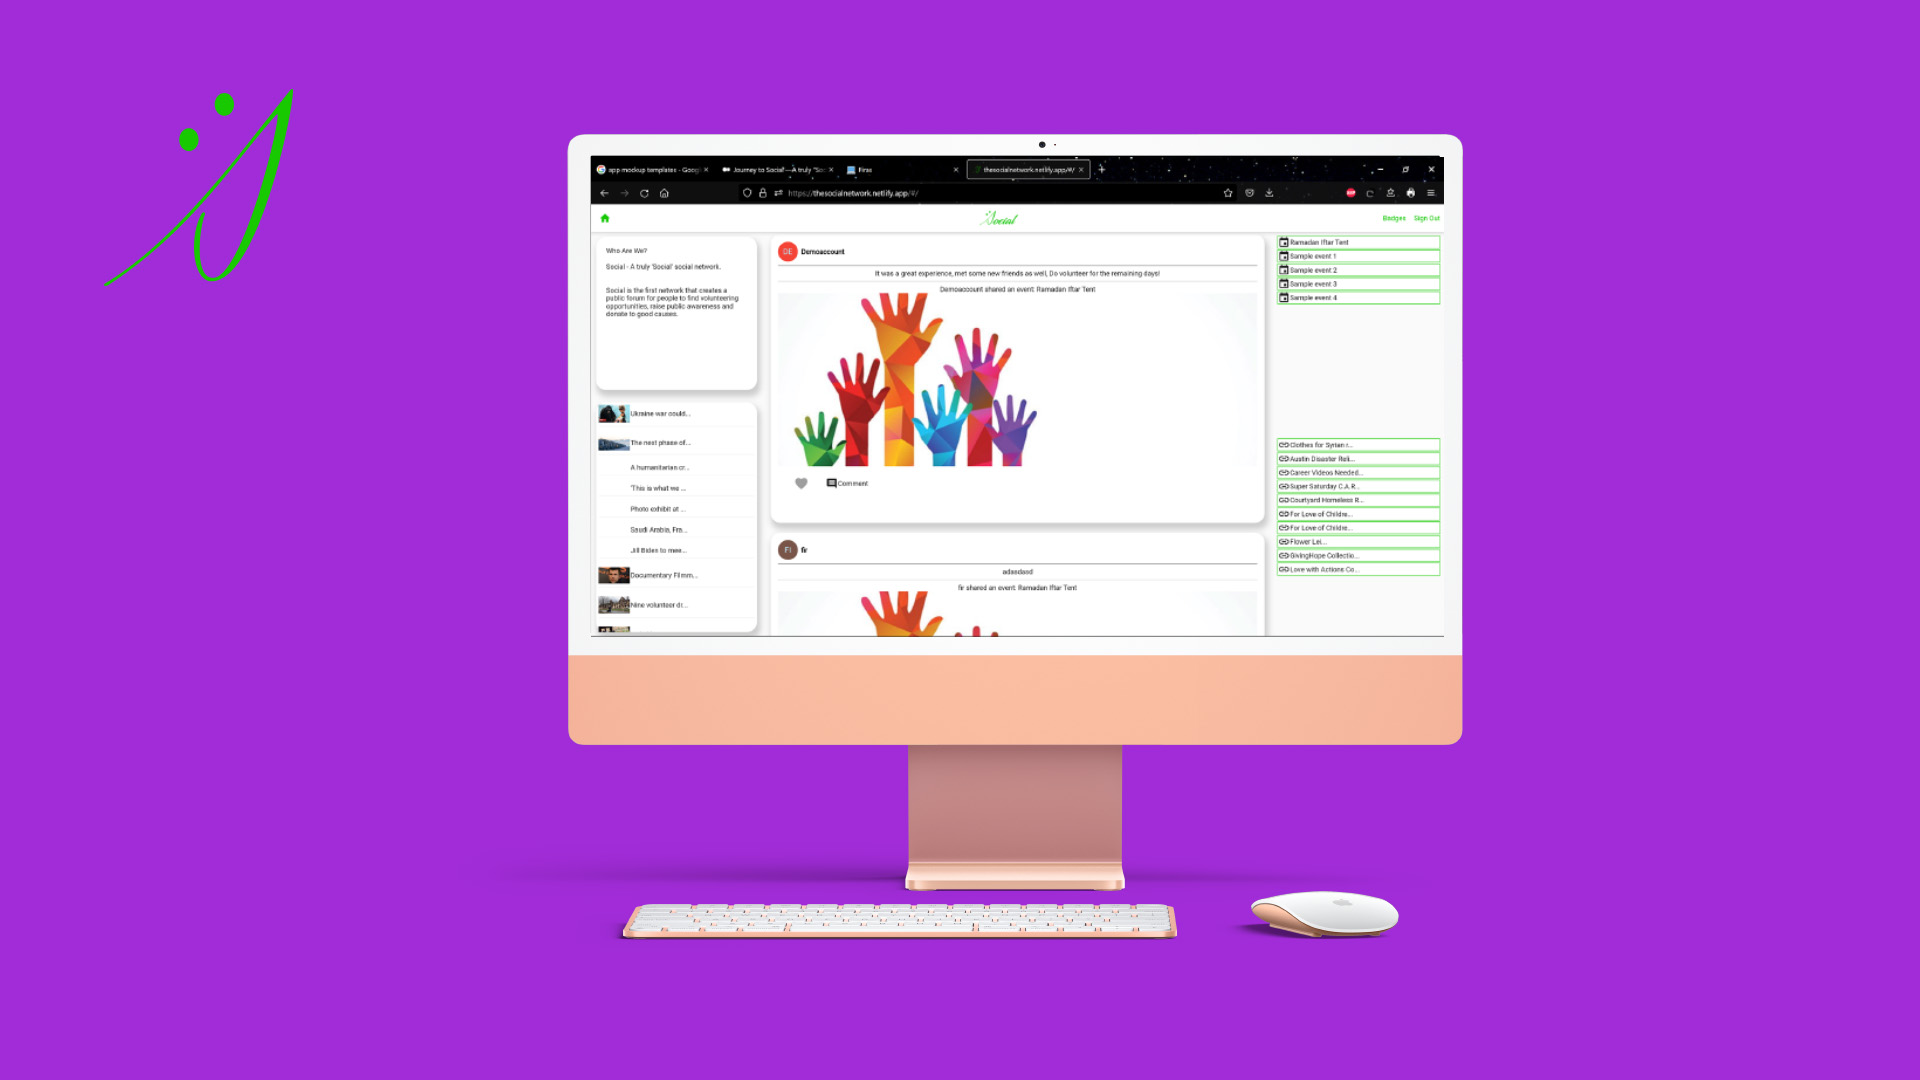 app mockup templates - Goog
Journey to Social'—A truly "So
Firas
thesocialnetwork.netlify.app/#/
https://thesocialnetwork.netlify.app/#/
Social
Badges
Sign Out
Who Are We?
Social - A truly 'Social' social network.
Social is the first network that creates a
public forum for people to find volunteering
opportunities, raise public awareness and
donate to good causes.
Ukraine war could...
The next phase of...
A humanitarian cr...
'This is what we ...
Photo exhibit at ...
Saudi Arabia, Fra...
Jill Biden to mee...
Documentary Filmm...
Nine volunteer di...
DE Demoaccount
It was a great experience, met some new friends as well, Do volunteer for the remaining days!
Demoaccount shared an event: Ramadan Iftar Tent
Comment
FI fir
adasdasd
fir shared an event: Ramadan Iftar Tent
Ramadan Iftar Tent
Sample event 1
Sample event 2
Sample event 3
Sample event 4
Clothes for Syrian r...
Austin Disaster Reli...
Career Videos Needed...
Super Saturday C.A.R...
Courtyard Homeless R...
For Love of Childre...
For Love of Childre...
Flower Lei...
GivingHope Collectio...
Love with Actions Co...